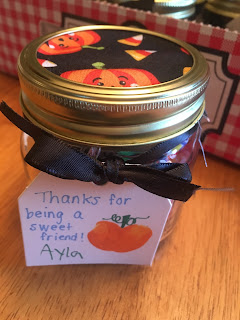 Thanks for
being a
sweet
friend!
Ayla